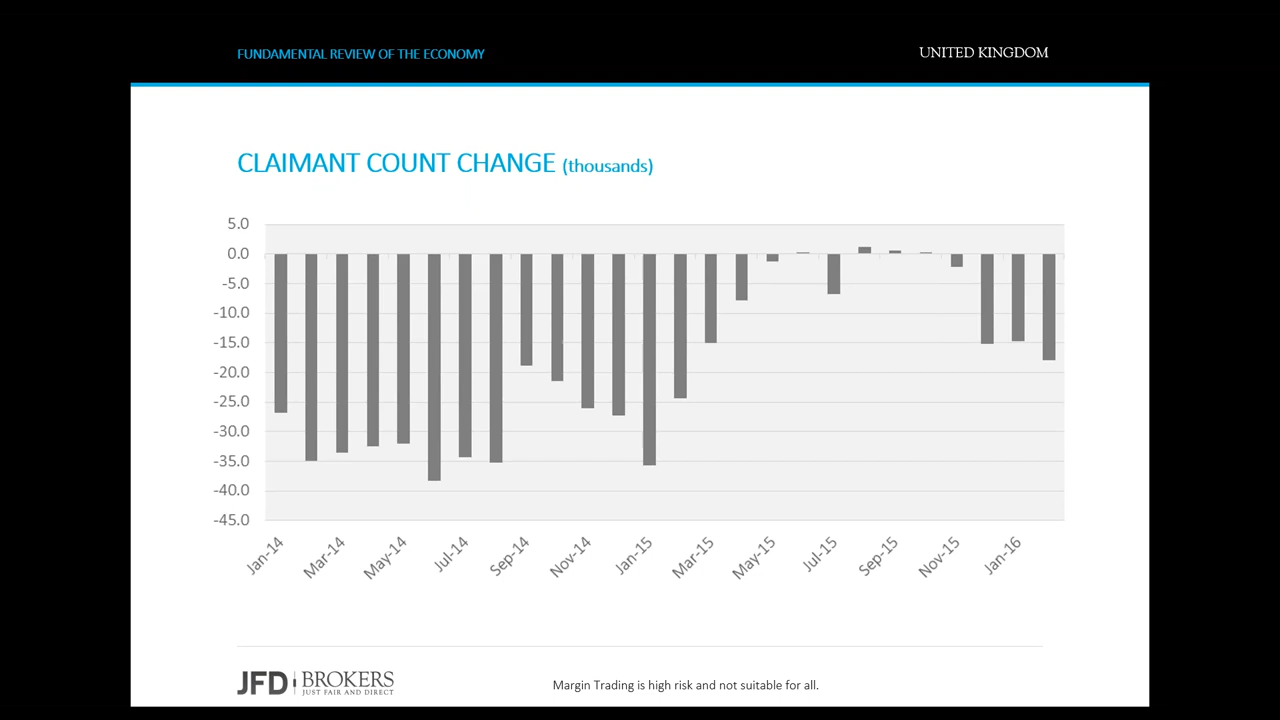 FUNDAMENTAL REVIEW OF THE ECONOMY
UNITED KINGDOM
CLAIMANT COUNT CHANGE (thousands)
5.0
0.0
-5.0
-10.0
-15.0
-20.0
-25.0
-30.0
-35.0
-40.0
-45.0
Jan-14
Mar-14
May-14
Jul-14
Sep-14
Nov-14
Jan-15
Mar-15
May-15
Jul-15
Sep-15
Nov-15
Jan-16
JFD BROKERS
JUST FAIR AND DIRECT
Margin Trading is high risk and not suitable for all.